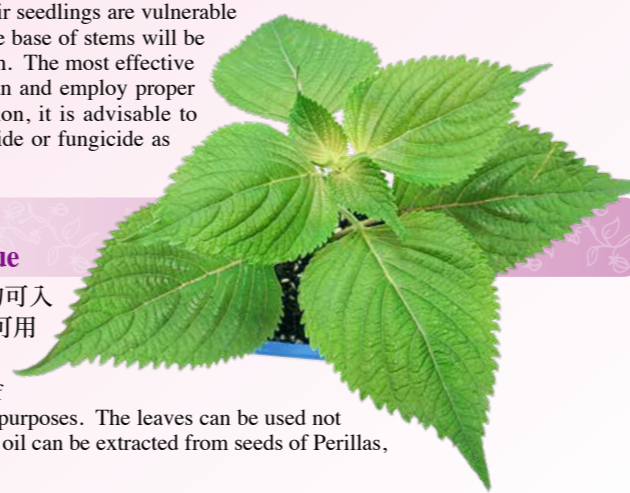 ir seedlings are vulnerable
e base of stems will be
n. The most effective
an and employ proper
on, it is advisable to
ide or fungicide as
ue
可入
可用
f
purposes. The leaves can be used not
oil can be extracted from seeds of Perillas,